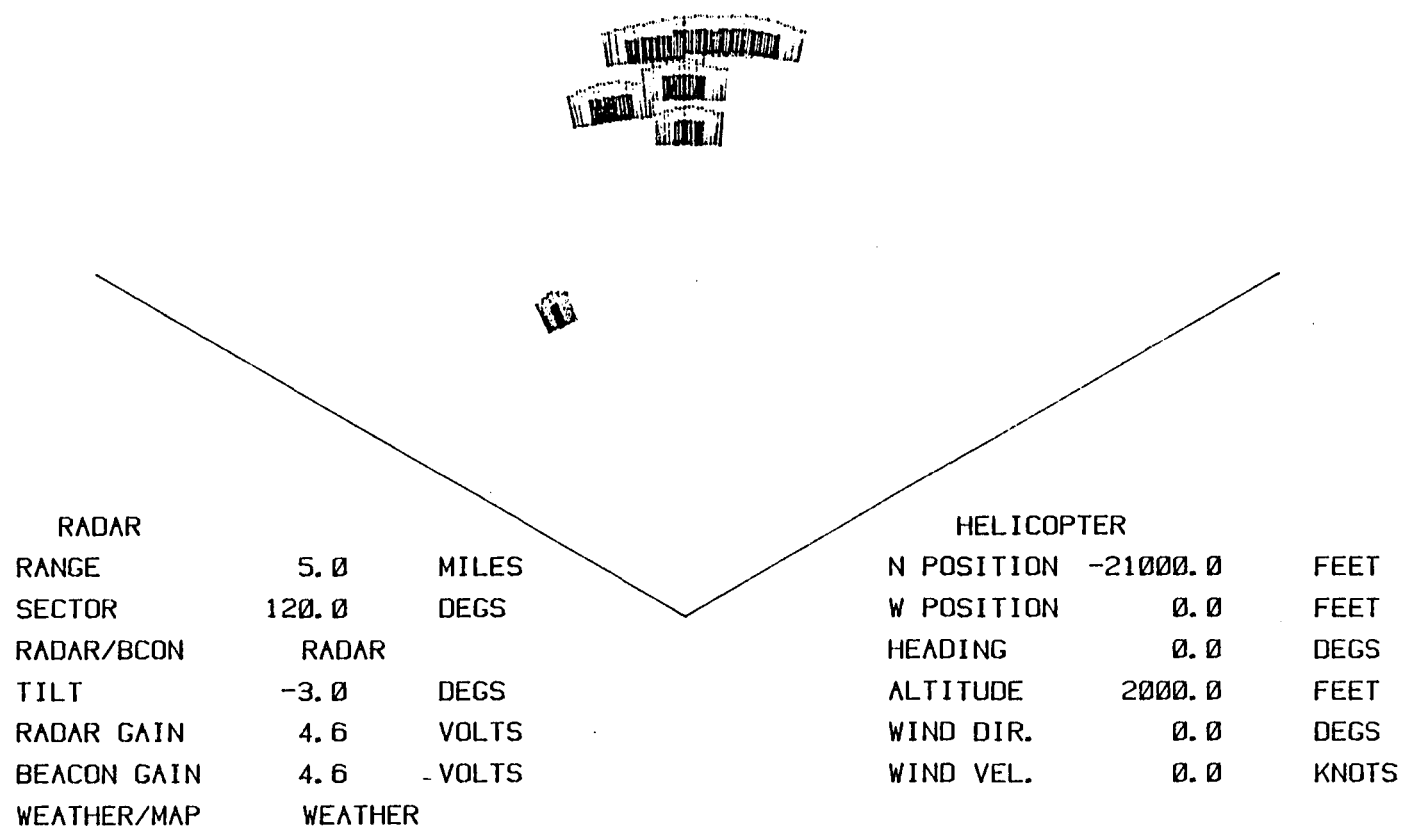 RADAR
RANGE 5.0 MILES
SECTOR 120.0 DEGS
RADAR/BCON RADAR
TILT -3.0 DEGS
RADAR GAIN 4.6 VOLTS
BEACON GAIN 4.6 VOLTS
WEATHER/MAP WEATHER
HELICOPTER
N POSITION -21000.0 FEET
W POSITION 0.0 FEET
HEADING 0.0 DEGS
ALTITUDE 2000.0 FEET
WIND DIR. 0.0 DEGS
WIND VEL. 0.0 KNOTS